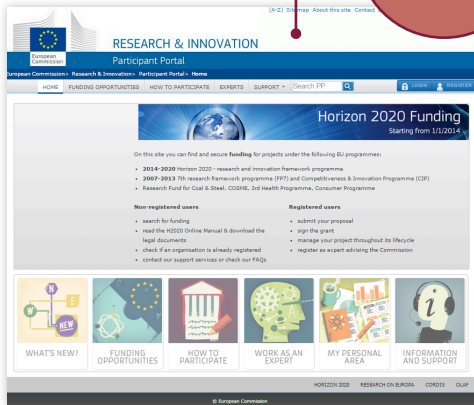 (A-Z) Sitemap About this site Contact
European
Commission
RESEARCH & INNOVATION
Participant Portal
European Commission> Research & Innovation> Participant Portal> Home
HOME FUNDING OPPORTUNITIES HOW TO PARTICIPATE EXPERTS SUPPORT Search PP LOGIN REGISTER
Horizon 2020 Funding
Starting from 1/1/2014
On this site you can find and secure funding for projects under the following EU programmes:
• 2014-2020 Horizon 2020 - research and innovation framework programme
• 2007-2013 7th research framework programme (FP7) and Competitiveness & Innovation Programme (CIP)
• Research Fund for Coal & Steel, COSME, 3rd Health Programme, Consumer Programme
Non-registered users
• search for funding
• read the H2020 Online Manual & download the
legal documents
• check if an organisation is already registered
• contact our support services or check our FAQs
Registered users
• submit your proposal
• sign the grant
• manage your project throughout its lifecycle
• register as expert advising the Commission
N
E
W
NEW
i
WHAT'S NEW?
FUNDING
OPPORTUNITIES
HOW TO
PARTICIPATE
WORK AS AN
EXPERT
MY PERSONAL
AREA
INFORMATION
AND SUPPORT
HORIZON 2020 RESEARCH ON EUROPA CORDIS OLAF
© European Commission